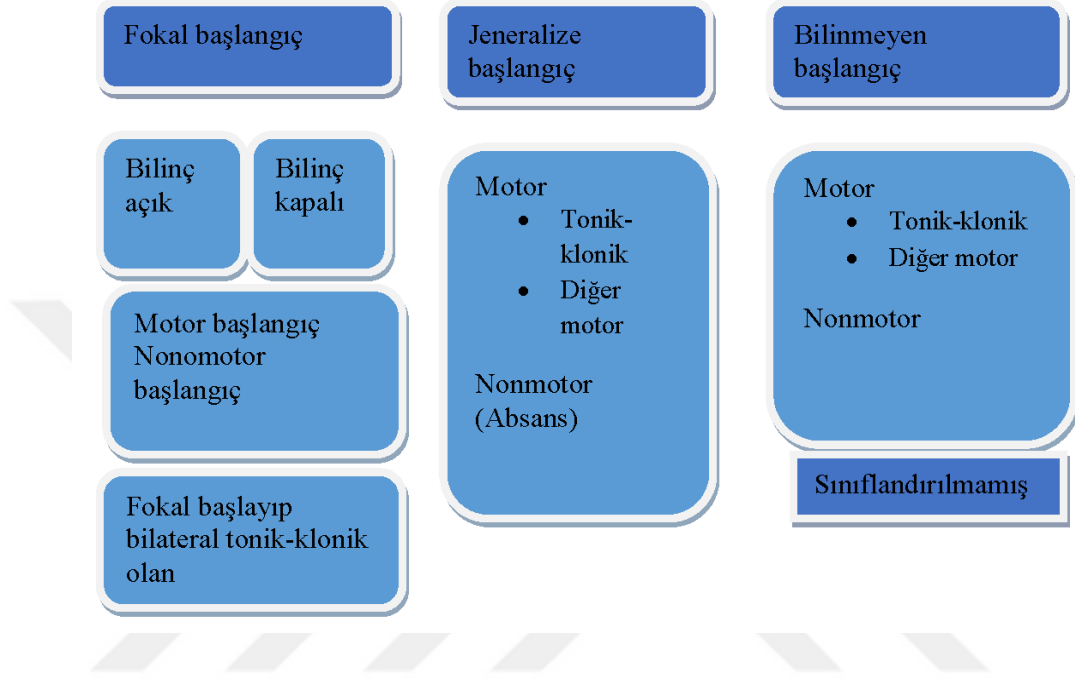 Fokal başlangıç
Jeneralize
başlangıç
Bilinmeyen
başlangıç
Bilinç
açık
Bilinç
kapalı
Motor başlangıç
Nonomotor
başlangıç
Fokal başlayıp
bilateral tonik-klonik
olan
Motor
• Tonik-
klonik
• Diğer
motor
Nonmotor
(Absans)
Motor
• Tonik-klonik
• Diğer motor
Nonmotor
Sınıflandırılmamış